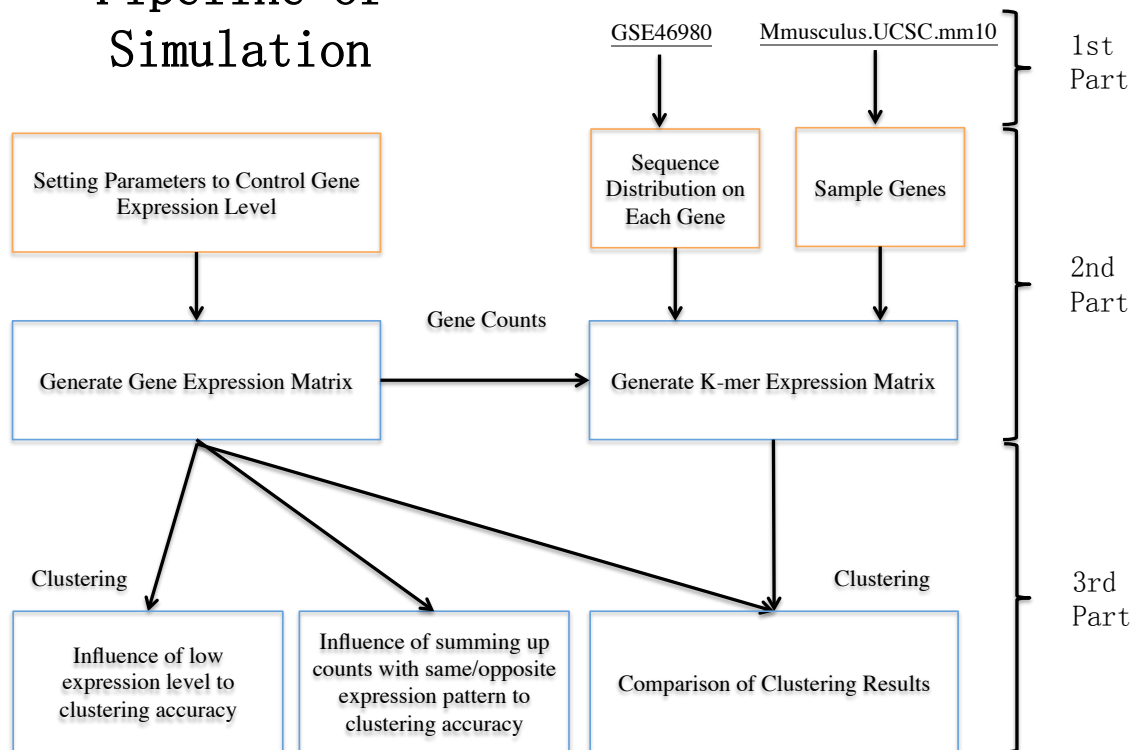 Pipeline of
Simulation
GSE46980
Mmusculus.UCSC.mm10
1st
Part
Setting Parameters to Control Gene
Expression Level
Sequence
Distribution on
Each Gene
Sample Genes
2nd
Part
Gene Counts
Generate Gene Expression Matrix
Generate K-mer Expression Matrix
Clustering
Clustering
3rd
Part
Influence of low
expression level to
clustering accuracy
Influence of summing up
counts with same/opposite
expression pattern to
clustering accuracy
Comparison of Clustering Results